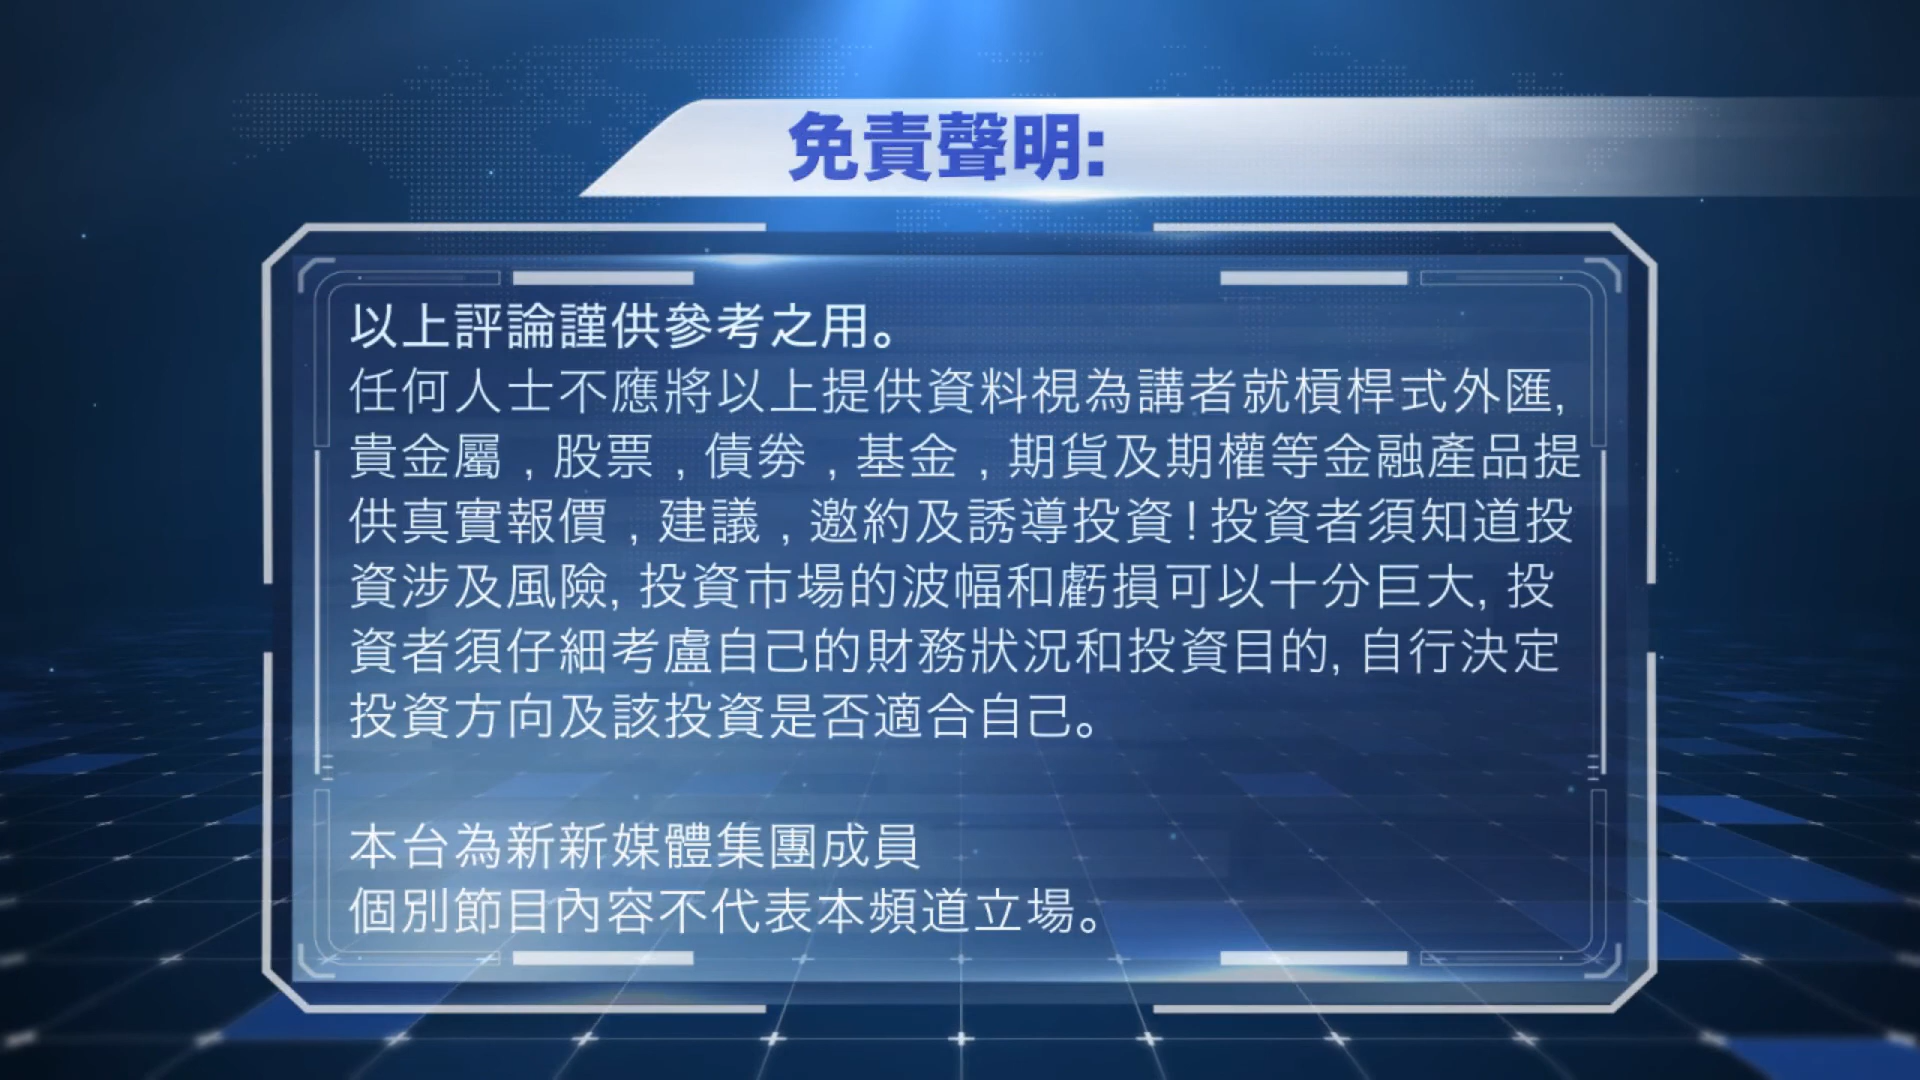 免責聲明:
以上評論謹供參考之用。
任何人士不應將以上提供資料視為講者就槓桿式外匯,
貴金屬,股票,債券,基金,期貨及期權等金融產品提
供真實報價,建議,邀約及誘導投資!投資者須知道投
資涉及風險,投資市場的波幅和虧損可以十分巨大,投
資者須仔細考盧自己的財務狀況和投資目的,自行決定
投資方向及該投資是否適合自己。
本台為新新媒體集團成員
個別節目內容不代表本頻道立場。